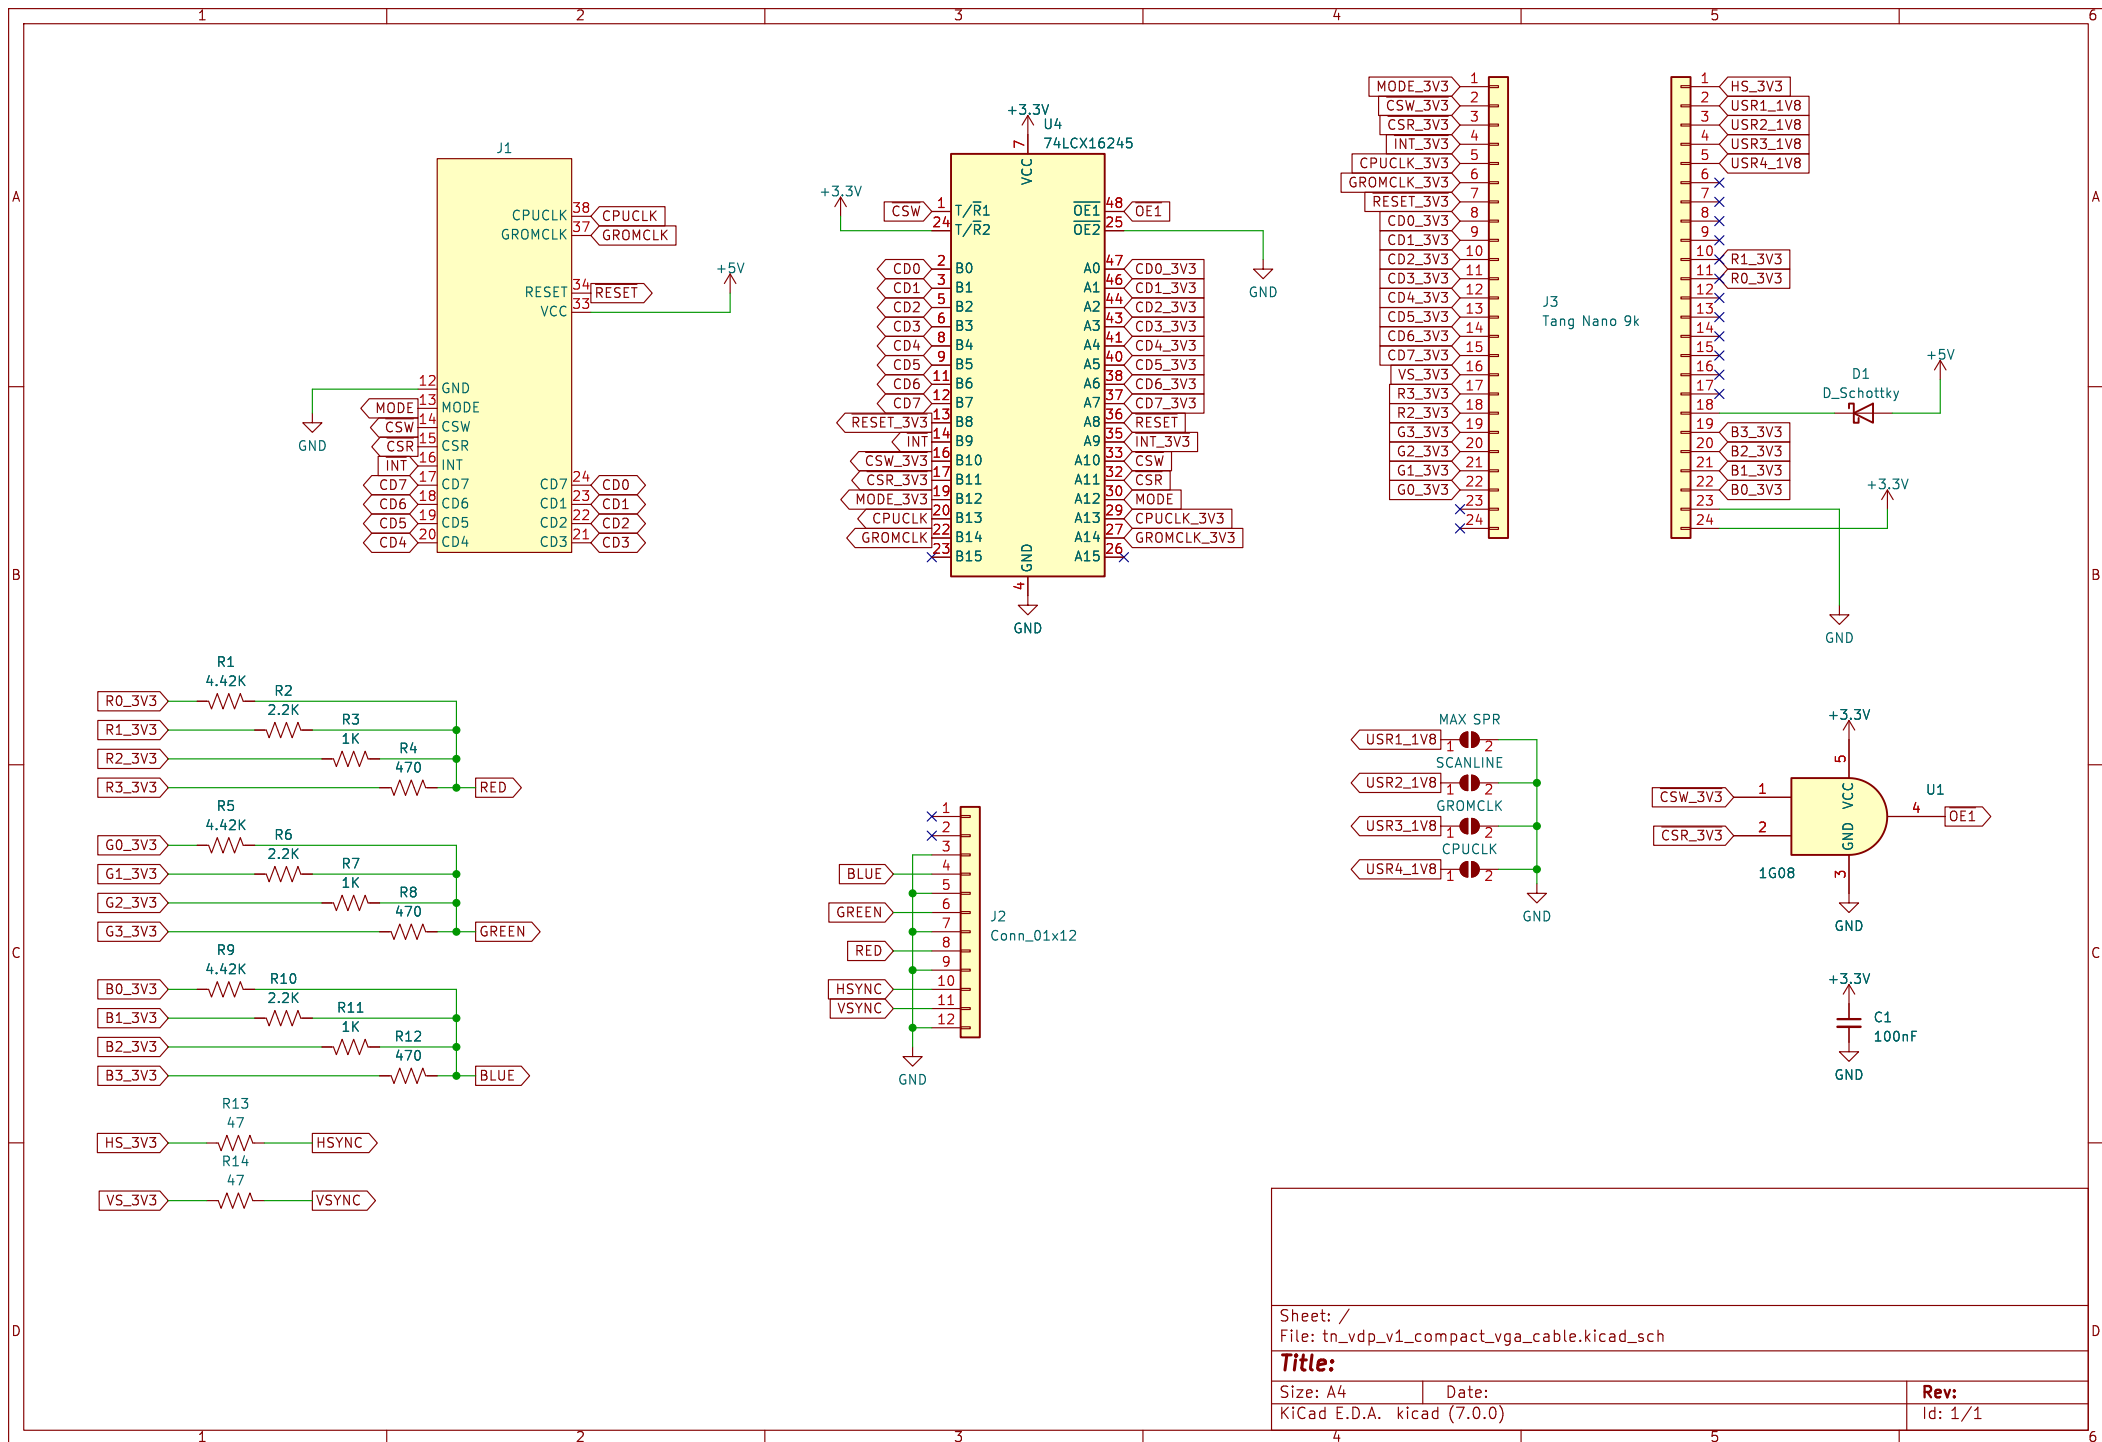 1 2 3 4 5 6
A
B
C
D
J1
CPUCLK 38 CPUCLK
GROMCLK 37 GROMCLK
RESET 34 RESET
VCC 33
+5V
12 GND
GND
MODE 13 MODE
CSW 14 CSW
CSR 15 CSR
INT 16 INT
CD7 17 CD7
CD6 18 CD6
CD5 19 CD5
CD4 20 CD4
CD7 24 CD0
CD1 23 CD1
CD2 22 CD2
CD3 21 CD3
+3.3V
U4
74LCX16245
7 VCC
+3.3V
CSW 1 T/R1
24 T/R2
OE1 48 OE1
OE2 25
GND
CD0 2 B0 A0 47 CD0_3V3
CD1 3 B1 A1 46 CD1_3V3
CD2 5 B2 A2 44 CD2_3V3
CD3 6 B3 A3 43 CD3_3V3
CD4 8 B4 A4 41 CD4_3V3
CD5 9 B5 A5 40 CD5_3V3
CD6 11 B6 A6 38 CD6_3V3
CD7 12 B7 A7 37 CD7_3V3
RESET_3V3 13 B8 A8 36 RESET
INT 14 B9 A9 35 INT_3V3
CSW_3V3 16 B10 A10 33 CSW
CSR_3V3 17 B11 A11 32 CSR
MODE_3V3 19 B12 A12 30 MODE
CPUCLK 20 B13 A13 29 CPUCLK_3V3
GROMCLK 22 B14 A14 27 GROMCLK_3V3
23 B15 A15 26
GND 4
GND
MODE_3V3 1
CSW_3V3 2
CSR_3V3 3
INT_3V3 4
CPUCLK_3V3 5
GROMCLK_3V3 6
RESET_3V3 7
CD0_3V3 8
CD1_3V3 9
CD2_3V3 10
CD3_3V3 11
CD4_3V3 12
CD5_3V3 13
CD6_3V3 14
CD7_3V3 15
VS_3V3 16
R3_3V3 17
R2_3V3 18
G3_3V3 19
G2_3V3 20
G1_3V3 21
G0_3V3 22
23
24
J3
Tang Nano 9k
1 HS_3V3
2 USR1_1V8
3 USR2_1V8
4 USR3_1V8
5 USR4_1V8
6
7
8
9
10 R1_3V3
11 R0_3V3
12
13
14
15
16
17
18
19 B3_3V3
20 B2_3V3
21 B1_3V3
22 B0_3V3
23
24
D1
D_Schottky
+5V
+3.3V
GND
R1
4.42K
R0_3V3
R2
2.2K
R1_3V3
R3
1K
R2_3V3
R4
470
R3_3V3
RED
R5
4.42K
G0_3V3
R6
2.2K
G1_3V3
R7
1K
G2_3V3
R8
470
G3_3V3
GREEN
R9
4.42K
B0_3V3
R10
2.2K
B1_3V3
R11
1K
B2_3V3
R12
470
B3_3V3
BLUE
R13
47
HS_3V3 HSYNC
R14
47
VS_3V3 VSYNC
1
2
3
BLUE 4
5
GREEN 6
7
RED 8
9
HSYNC 10
VSYNC 11
12
J2
Conn_01x12
GND
MAX SPR
USR1_1V8 1 2
SCANLINE
USR2_1V8 1 2
GROMCLK
USR3_1V8 1 2
CPUCLK
USR4_1V8 1 2
GND
+3.3V
5 VCC
U1
CSW_3V3 1
CSR_3V3 2
4 OE1
GND 3
1G08
GND
+3.3V
C1
100nF
GND
Sheet: /
File: tn_vdp_v1_compact_vga_cable.kicad_sch
Title:
Size: A4 Date: Rev:
KiCad E.D.A. kicad (7.0.0) Id: 1/1
A
B
C
D
1 2 3 4 5 6